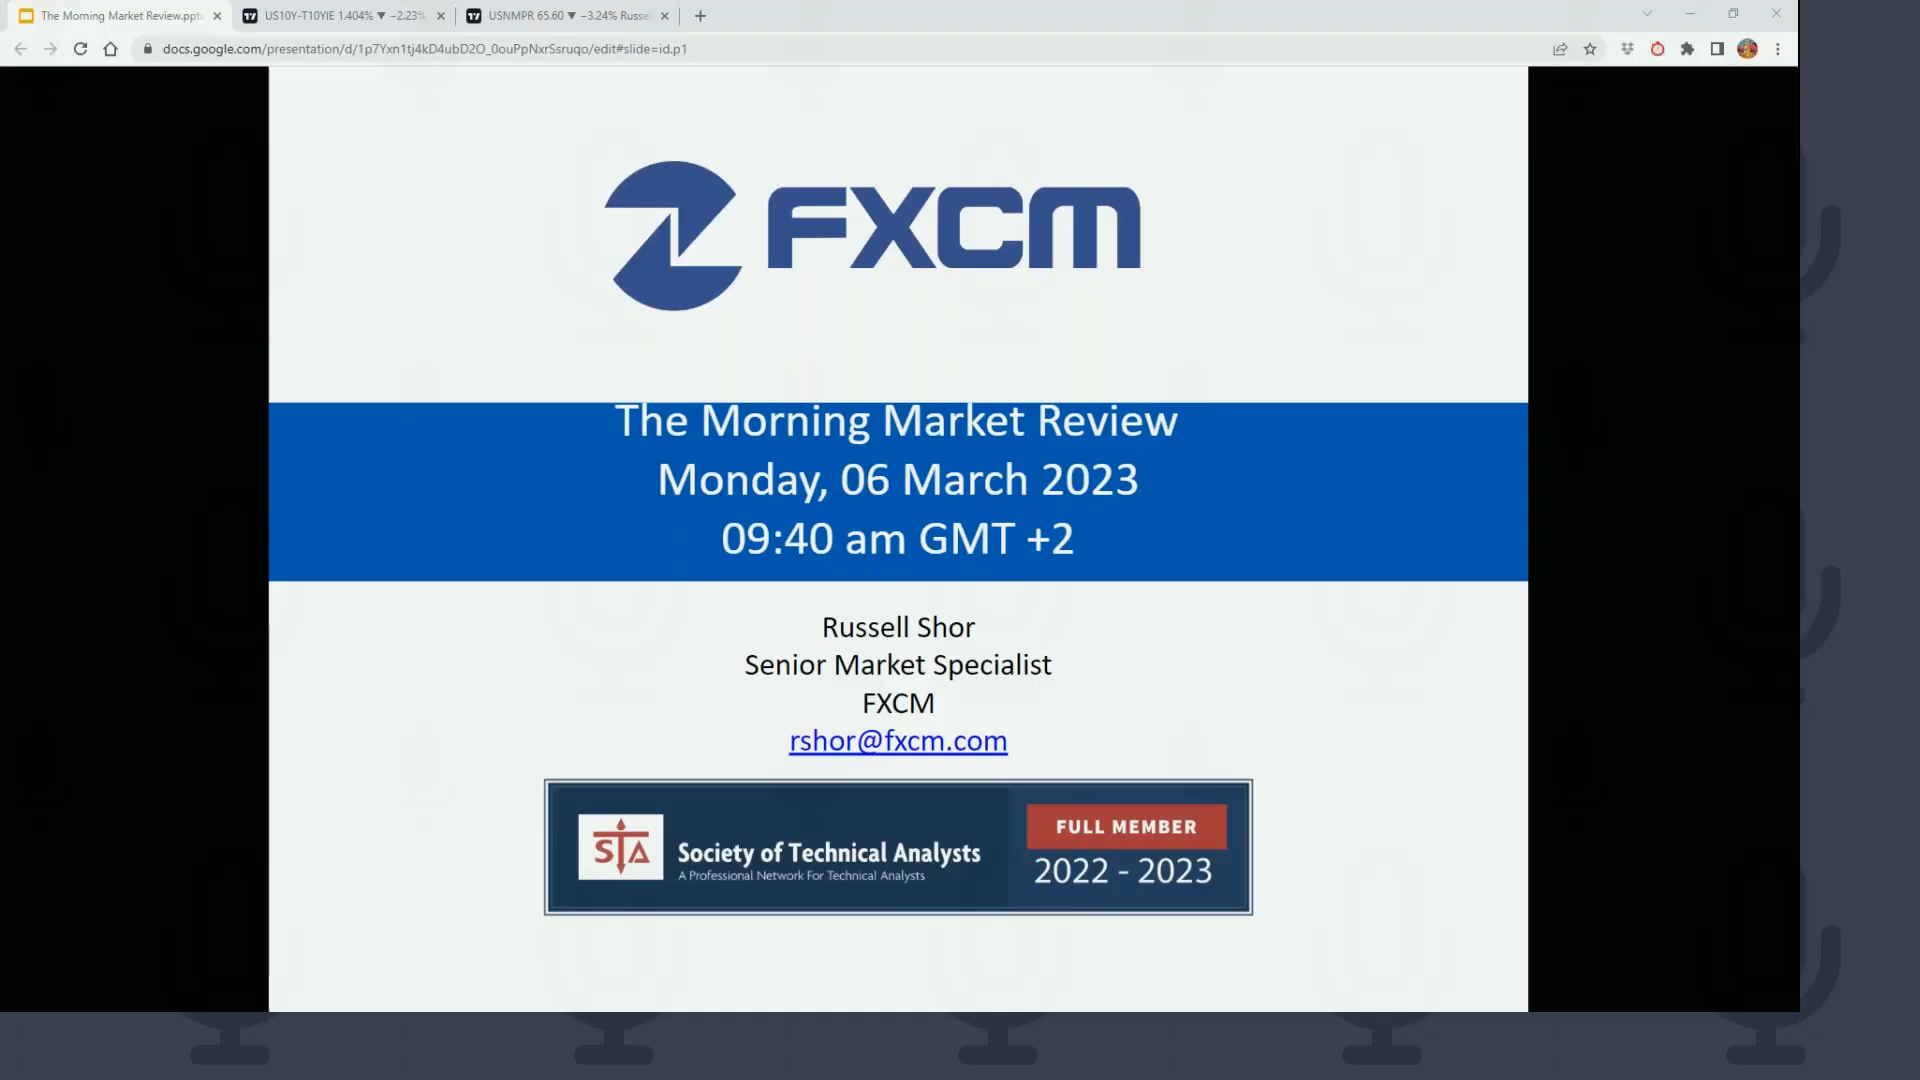 The Morning Market Review.ppt
US10Y-T10YIE 1.404% ▼ −2.23%
USNMPR 65.60 ▼ −3.24% Russel
docs.google.com/presentation/d/1p7Yxn1tj4kD4ubD2O_0ouPpNxrSsruqo/edit#slide=id.p1
FXCM
The Morning Market Review
Monday, 06 March 2023
09:40 am GMT +2
Russell Shor
Senior Market Specialist
FXCM
rshor@fxcm.com
STA
Society of Technical Analysts
A Professional Network For Technical Analysts
FULL MEMBER
2022 - 2023